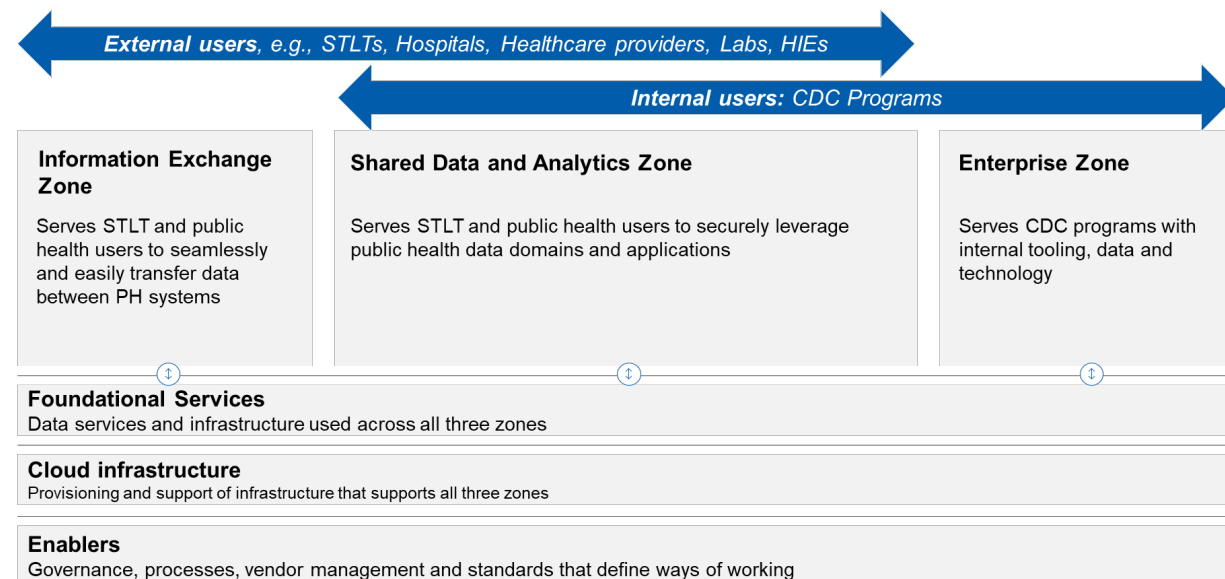 External users, e.g., STLTs, Hospitals, Healthcare providers, Labs, HIEs
Internal users: CDC Programs
Information Exchange
Zone
Serves STLT and public
health users to seamlessly
and easily transfer data
between PH systems
Shared Data and Analytics Zone
Serves STLT and public health users to securely leverage
public health data domains and applications
Enterprise Zone
Serves CDC programs with
internal tooling, data and
technology
Foundational Services
Data services and infrastructure used across all three zones
Cloud infrastructure
Provisioning and support of infrastructure that supports all three zones
Enablers
Governance, processes, vendor management and standards that define ways of working